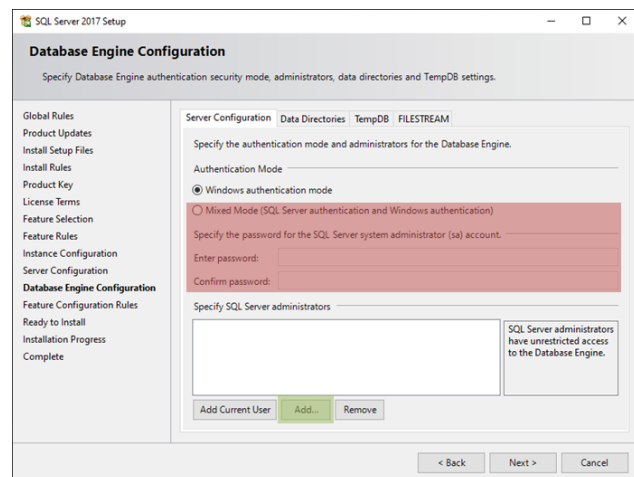 SQL Server 2017 Setup
Database Engine Configuration
Specify Database Engine authentication security mode, administrators, data directories and TempDB settings.
Global Rules
Product Updates
Install Setup Files
Install Rules
Product Key
License Terms
Feature Selection
Feature Rules
Instance Configuration
Server Configuration
Database Engine Configuration
Feature Configuration Rules
Ready to Install
Installation Progress
Complete
Server Configuration Data Directories TempDB FILESTREAM
Specify the authentication mode and administrators for the Database Engine.
Authentication Mode
Windows authentication mode
Mixed Mode (SQL Server authentication and Windows authentication)
Specify the password for the SQL Server system administrator (sa) account.
Enter password:
Confirm password:
Specify SQL Server administrators
SQL Server administrators
have unrestricted access
to the Database Engine.
Add Current User Add... Remove
< Back Next > Cancel